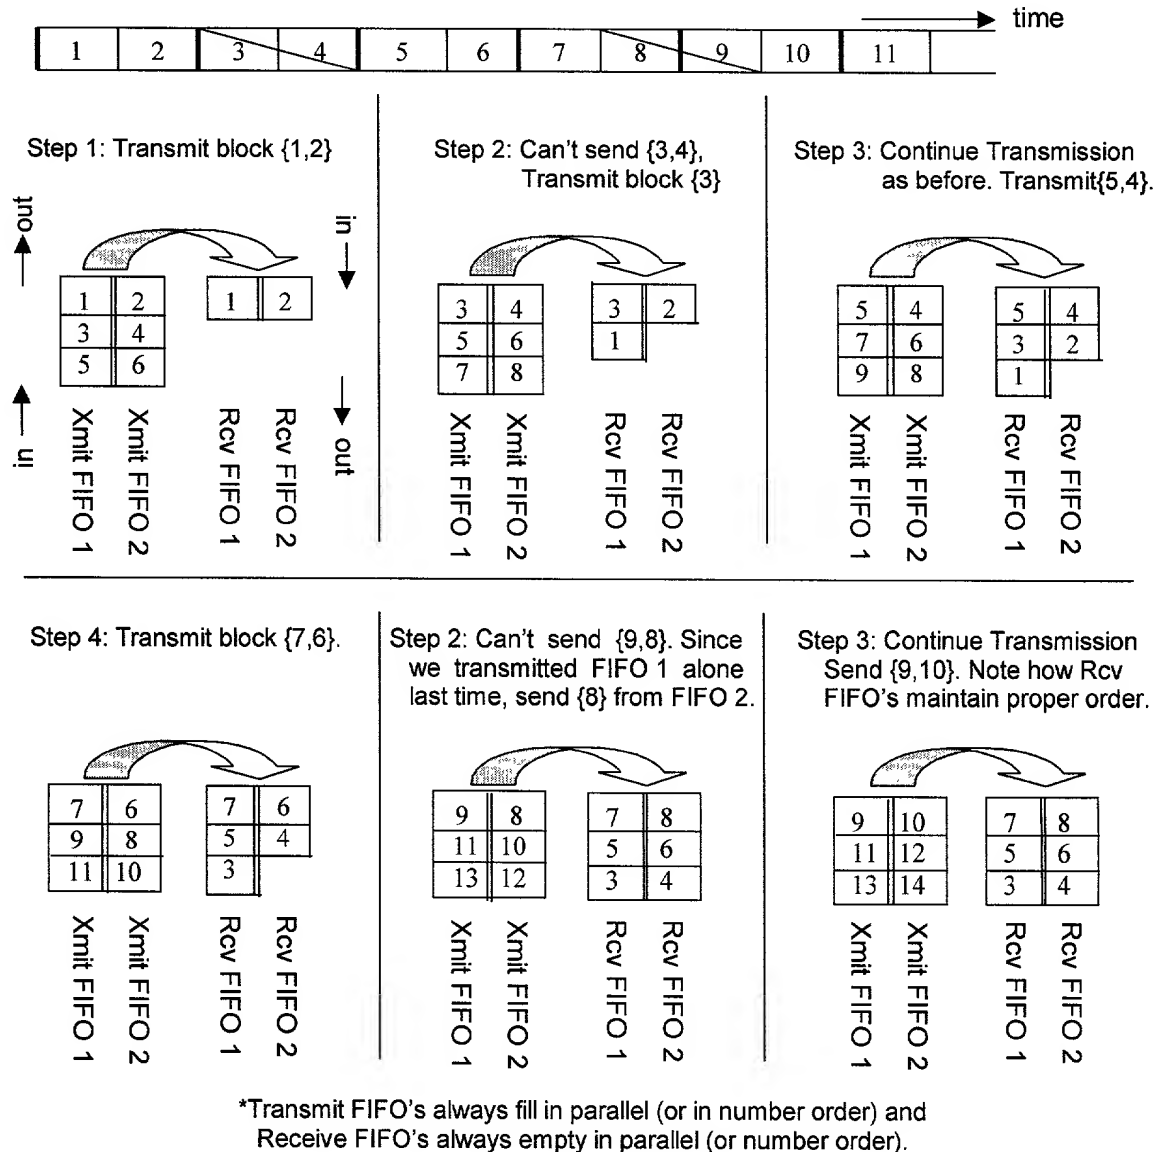 time
1 2 3 4 5 6 7 8 9 10 11
Step 1: Transmit block {1,2}
out
in
1 2 1 2
3 4
5 6
in
out
Xmit FIFO 1
Xmit FIFO 2
Rcv FIFO 1
Rcv FIFO 2
Step 2: Can't send {3,4},
Transmit block {3}
3 4 3 2
5 6 1
7 8
Xmit FIFO 1
Xmit FIFO 2
Rcv FIFO 1
Rcv FIFO 2
Step 3: Continue Transmission
as before. Transmit{5,4}.
5 4 5 4
7 6 3 2
9 8 1
Xmit FIFO 1
Xmit FIFO 2
Rcv FIFO 1
Rcv FIFO 2
Step 4: Transmit block {7,6}.
7 6 7 6
9 8 5 4
11 10 3
Xmit FIFO 1
Xmit FIFO 2
Rcv FIFO 1
Rcv FIFO 2
Step 2: Can't send {9,8}. Since
we transmitted FIFO 1 alone
last time, send {8} from FIFO 2.
9 8 7 8
11 10 5 6
13 12 3 4
Xmit FIFO 1
Xmit FIFO 2
Rcv FIFO 1
Rcv FIFO 2
Step 3: Continue Transmission
Send {9,10}. Note how Rcv
FIFO's maintain proper order.
9 10 7 8
11 12 5 6
13 14 3 4
Xmit FIFO 1
Xmit FIFO 2
Rcv FIFO 1
Rcv FIFO 2
*Transmit FIFO's always fill in parallel (or in number order) and
Receive FIFO's always empty in parallel (or number order).